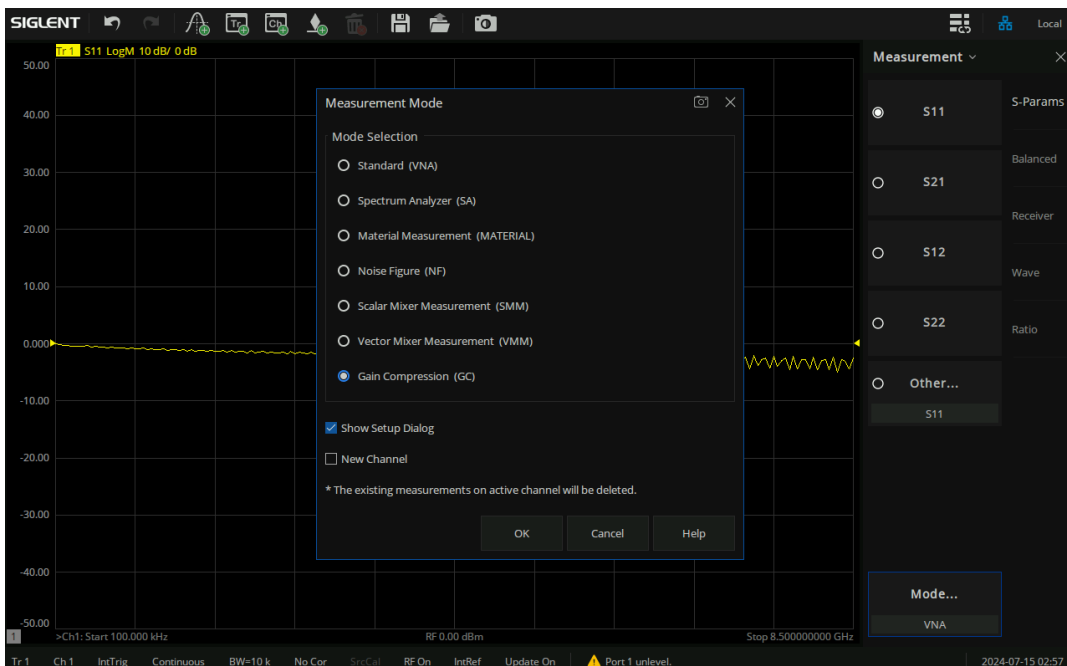 SIGLENT
Tr
Ch
Local
Tr 1 S11 LogM 10 dB/ 0 dB
50.00
40.00
30.00
20.00
10.00
0.000
-10.00
-20.00
-30.00
-40.00
-50.00
Measurement Mode
Mode Selection
Standard (VNA)
Spectrum Analyzer (SA)
Material Measurement (MATERIAL)
Noise Figure (NF)
Scalar Mixer Measurement (SMM)
Vector Mixer Measurement (VMM)
Gain Compression (GC)
Show Setup Dialog
New Channel
* The existing measurements on active channel will be deleted.
OK Cancel Help
Measurement
S11
S21
S12
S22
Other...
S11
S-Params
Balanced
Receiver
Wave
Ratio
Mode...
VNA
1 >Ch1: Start 100.000 kHz RF 0.00 dBm Stop 8.500000000 GHz
Tr 1 Ch 1 IntTrig Continuous BW=10 k No Cor SrcCal RF On IntRef Update On Port 1 unlevel. 2024-07-15 02:57